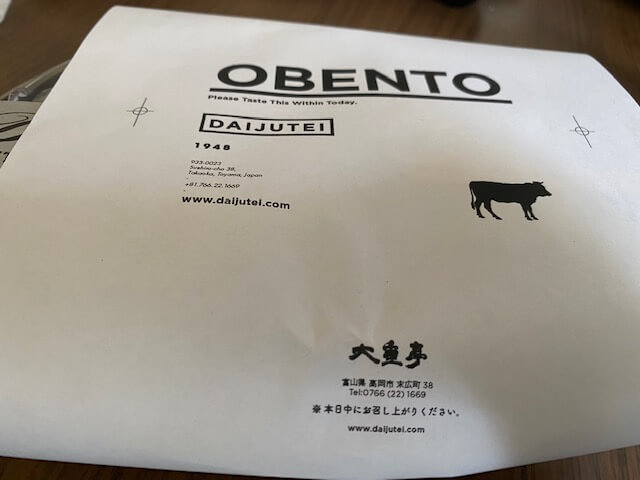 OBENTO
Please Taste This Within Today.
DAIJUTEI
1948
933-0023
Suehiro-cho 38,
Takaoka, Toyama, Japan
+81.766.22.1669
www.daijutei.com
大重亭
富山県 高岡市 末広町 38
Tel:0766 (22) 1669
※本日中にお召し上がりください。
www.daijutei.com